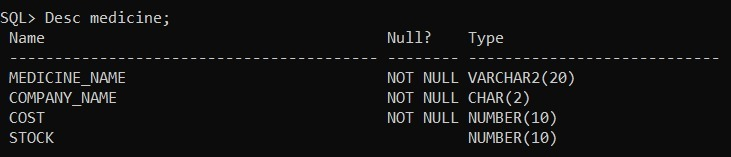 SQL> Desc medicine;
Name Null? Type
----------------------------------------- -------- ----------------------------
MEDICINE_NAME NOT NULL VARCHAR2(20)
COMPANY_NAME NOT NULL CHAR(2)
COST NOT NULL NUMBER(10)
STOCK NUMBER(10)